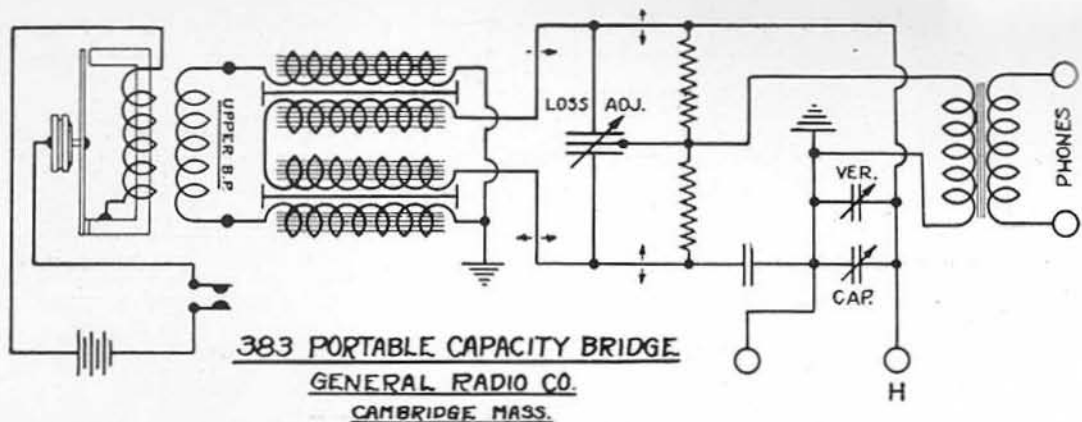 UPPER B.P.
LOSS ADJ.
VER.
CAP.
H
PHONES
383 PORTABLE CAPACITY BRIDGE
GENERAL RADIO CO.
CAMBRIDGE MASS.